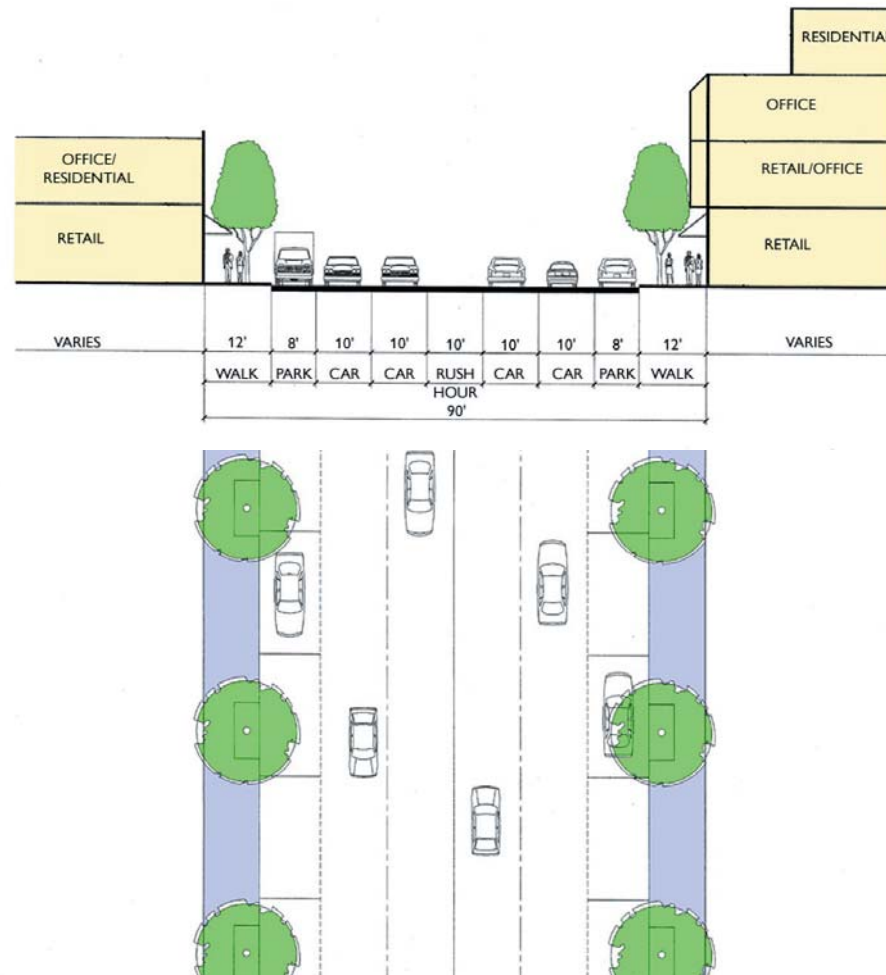 RESIDENTIAL
OFFICE
OFFICE/
RESIDENTIAL
RETAIL/OFFICE
RETAIL
RETAIL
VARIES 12' 8' 10' 10' 10' 10' 10' 8' 12' VARIES
WALK PARK CAR CAR RUSH CAR CAR PARK WALK
HOUR
90'